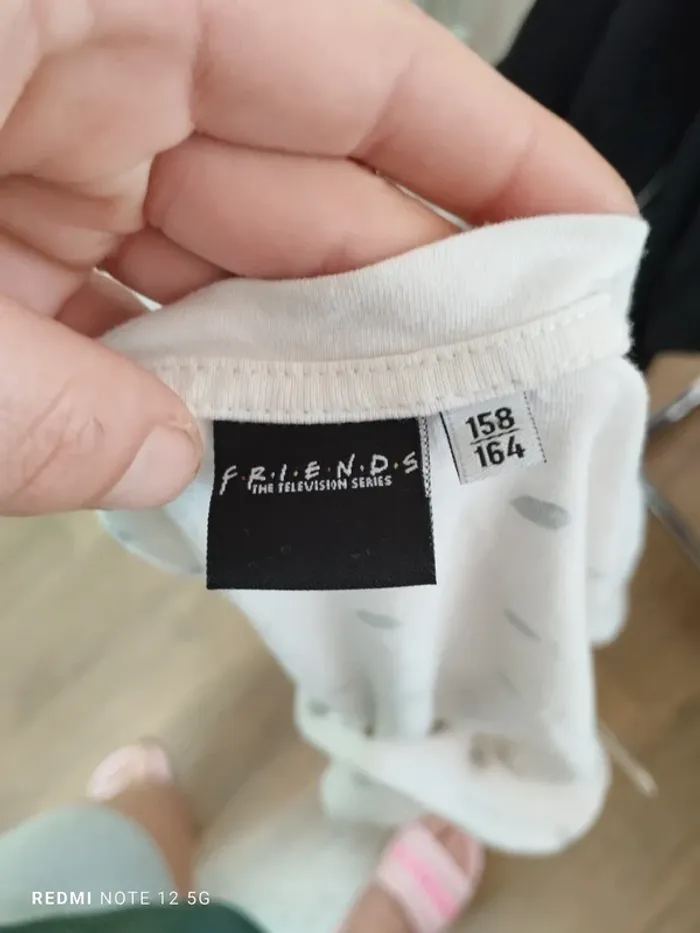 F·R·I·E·N·D·S
THE TELEVISION SERIES
158
164
REDMI NOTE 12 5G